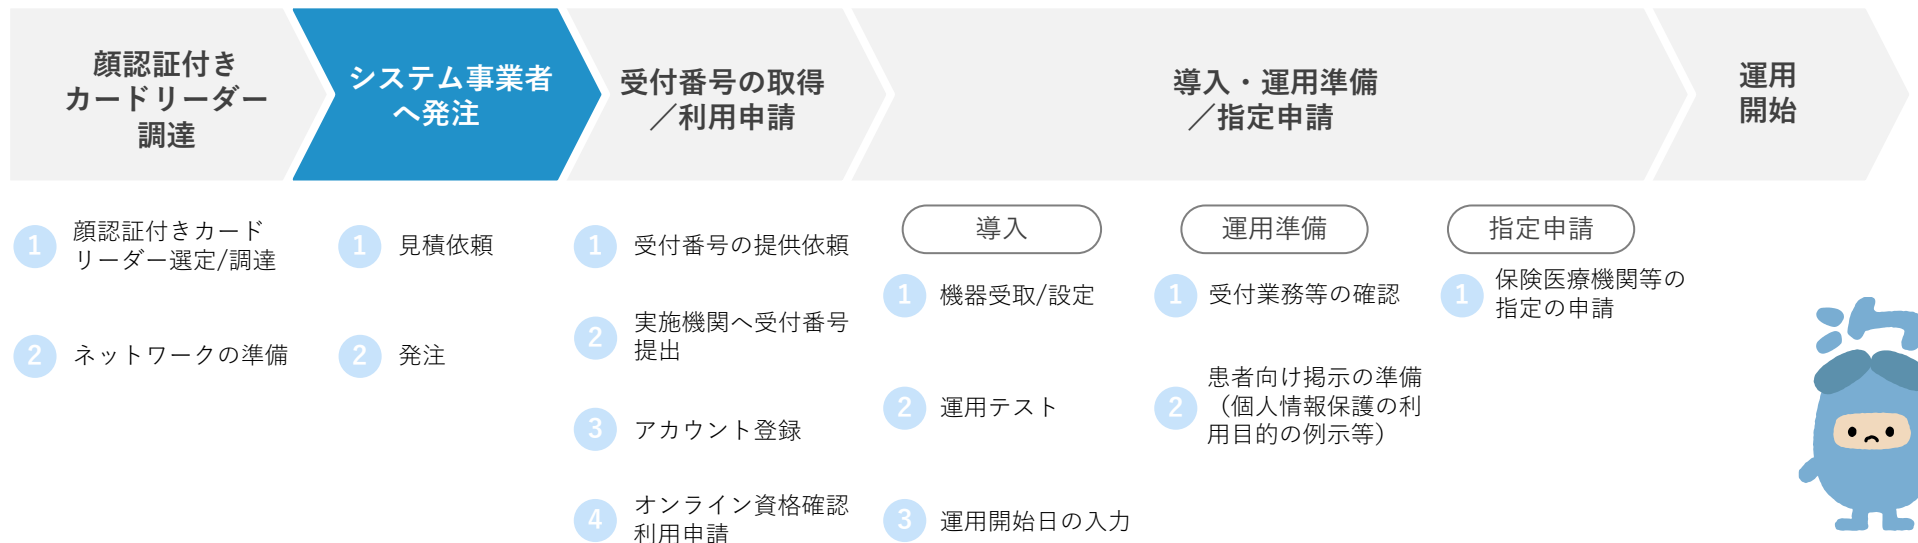 顔認証付き
カードリーダー
調達
システム事業者
へ発注
受付番号の取得
／利用申請
導入・運用準備
／指定申請
運用
開始
1
顔認証付きカード
リーダー選定/調達
2
ネットワークの準備
1
見積依頼
2
発注
1
受付番号の提供依頼
2
実施機関へ受付番号
提出
3
アカウント登録
4
オンライン資格確認
利用申請
導入
1
機器受取/設定
2
運用テスト
3
運用開始日の入力
運用準備
1
受付業務等の確認
2
患者向け掲示の準備
（個人情報保護の利
用目的の例示等）
指定申請
1
保険医療機関等の
指定の申請